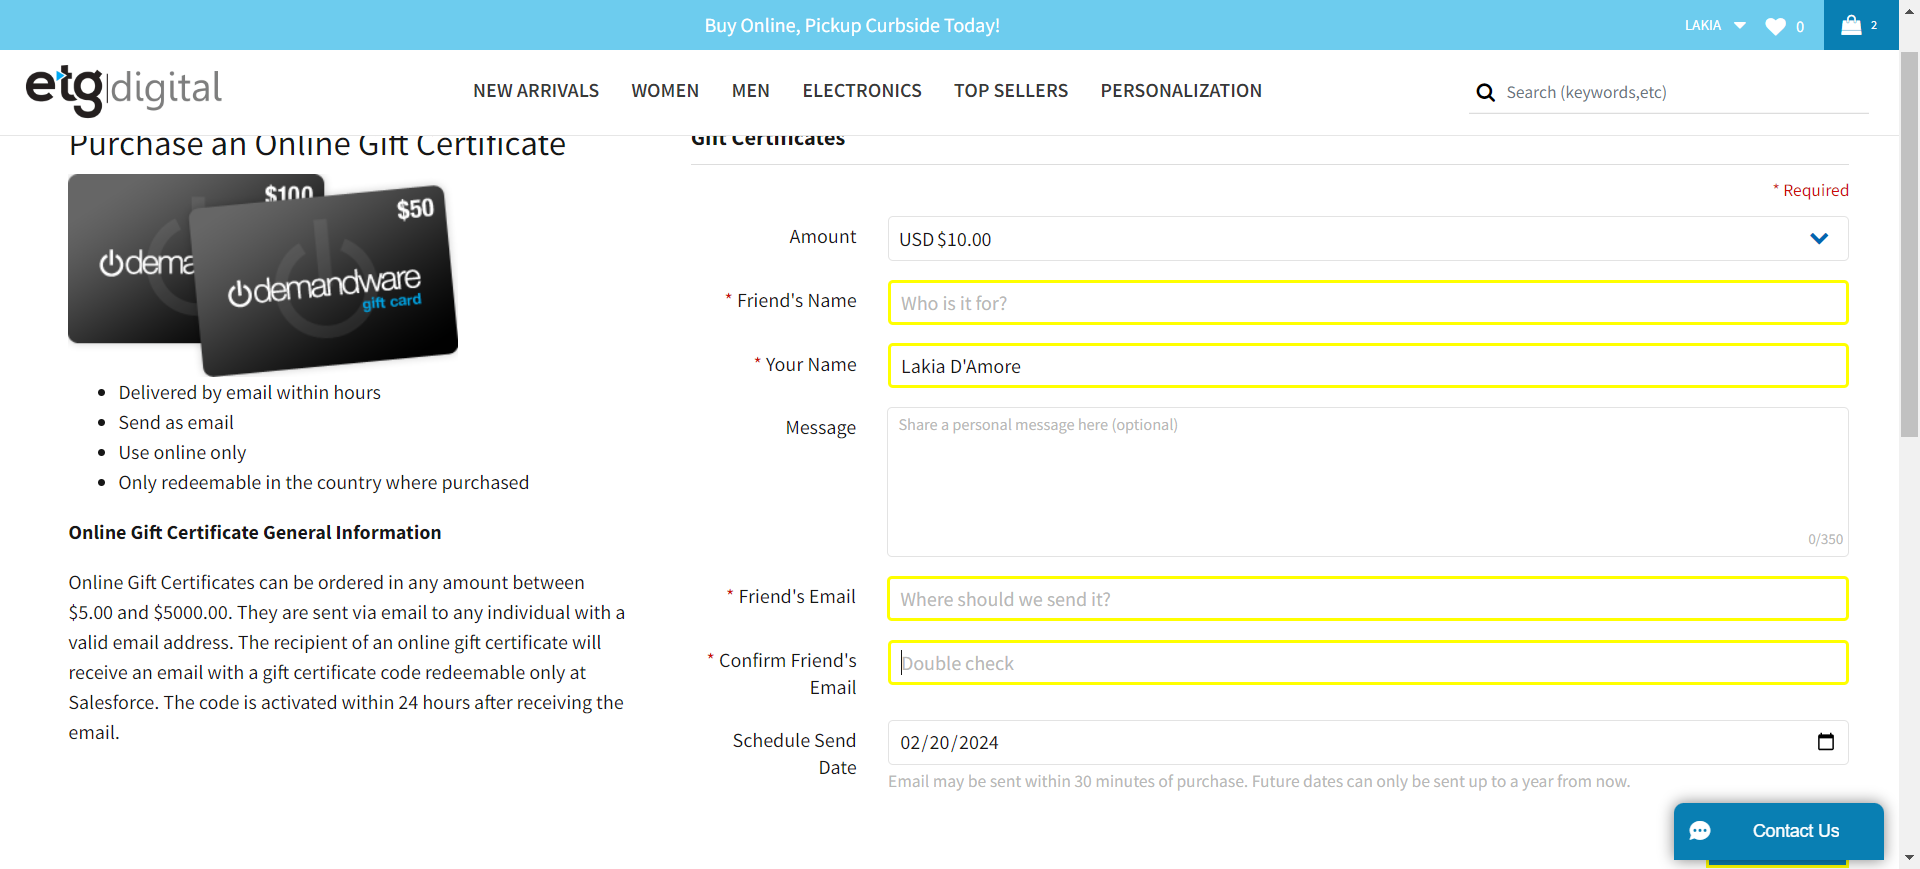 Buy Online, Pickup Curbside Today!
LAKIA
0
2
etg|digital
NEW ARRIVALS
WOMEN
MEN
ELECTRONICS
TOP SELLERS
PERSONALIZATION
Search (keywords,etc)
Purchase an Online Gift Certificate
$100
dema
$50
demandware
gift card
• Delivered by email within hours
• Send as email
• Use online only
• Only redeemable in the country where purchased
Online Gift Certificate General Information
Online Gift Certificates can be ordered in any amount between
$5.00 and $5000.00. They are sent via email to any individual with a
valid email address. The recipient of an online gift certificate will
receive an email with a gift certificate code redeemable only at
Salesforce. The code is activated within 24 hours after receiving the
email.
Gift Certificates
* Required
Amount
USD $10.00
* Friend's Name
Who is it for?
* Your Name
Lakia D'Amore
Message
Share a personal message here (optional)
0/350
* Friend's Email
Where should we send it?
* Confirm Friend's
Email
Double check
Schedule Send
Date
02/20/2024
Email may be sent within 30 minutes of purchase. Future dates can only be sent up to a year from now.
Contact Us